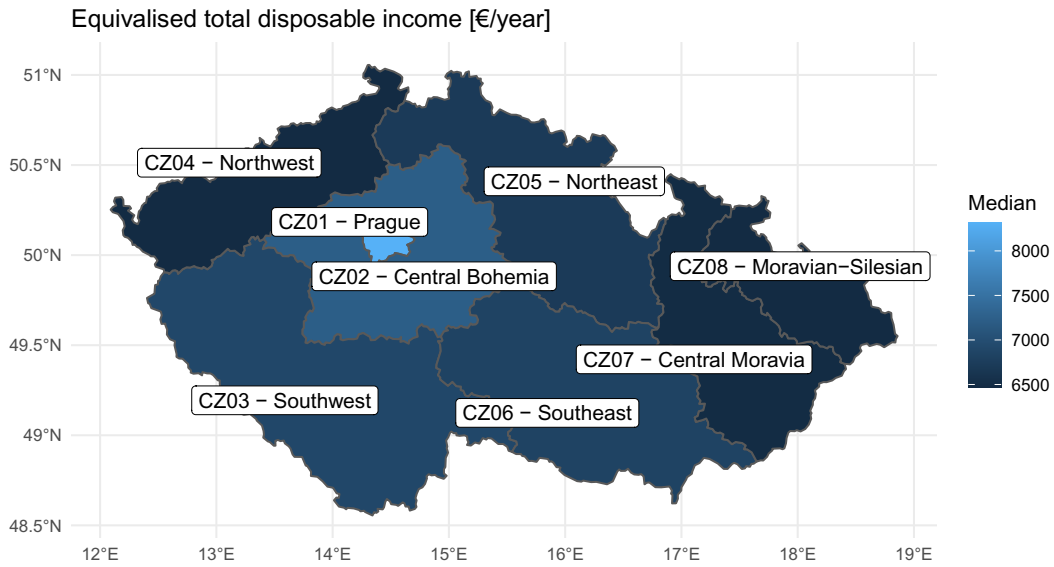 Equivalised total disposable income [€/year]
51°N
50.5°N
50°N
49.5°N
49°N
48.5°N
CZ04 − Northwest
CZ05 − Northeast
CZ01 − Prague
CZ08 − Moravian−Silesian
CZ02 − Central Bohemia
CZ07 − Central Moravia
CZ03 − Southwest
CZ06 − Southeast
12°E
13°E
14°E
15°E
16°E
17°E
18°E
19°E
Median
8000
7500
7000
6500